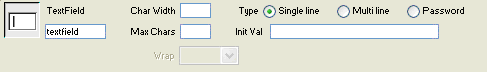 TextField Char Width Type Single line Multi line Password
textfield Max Chars Init Val
Wrap